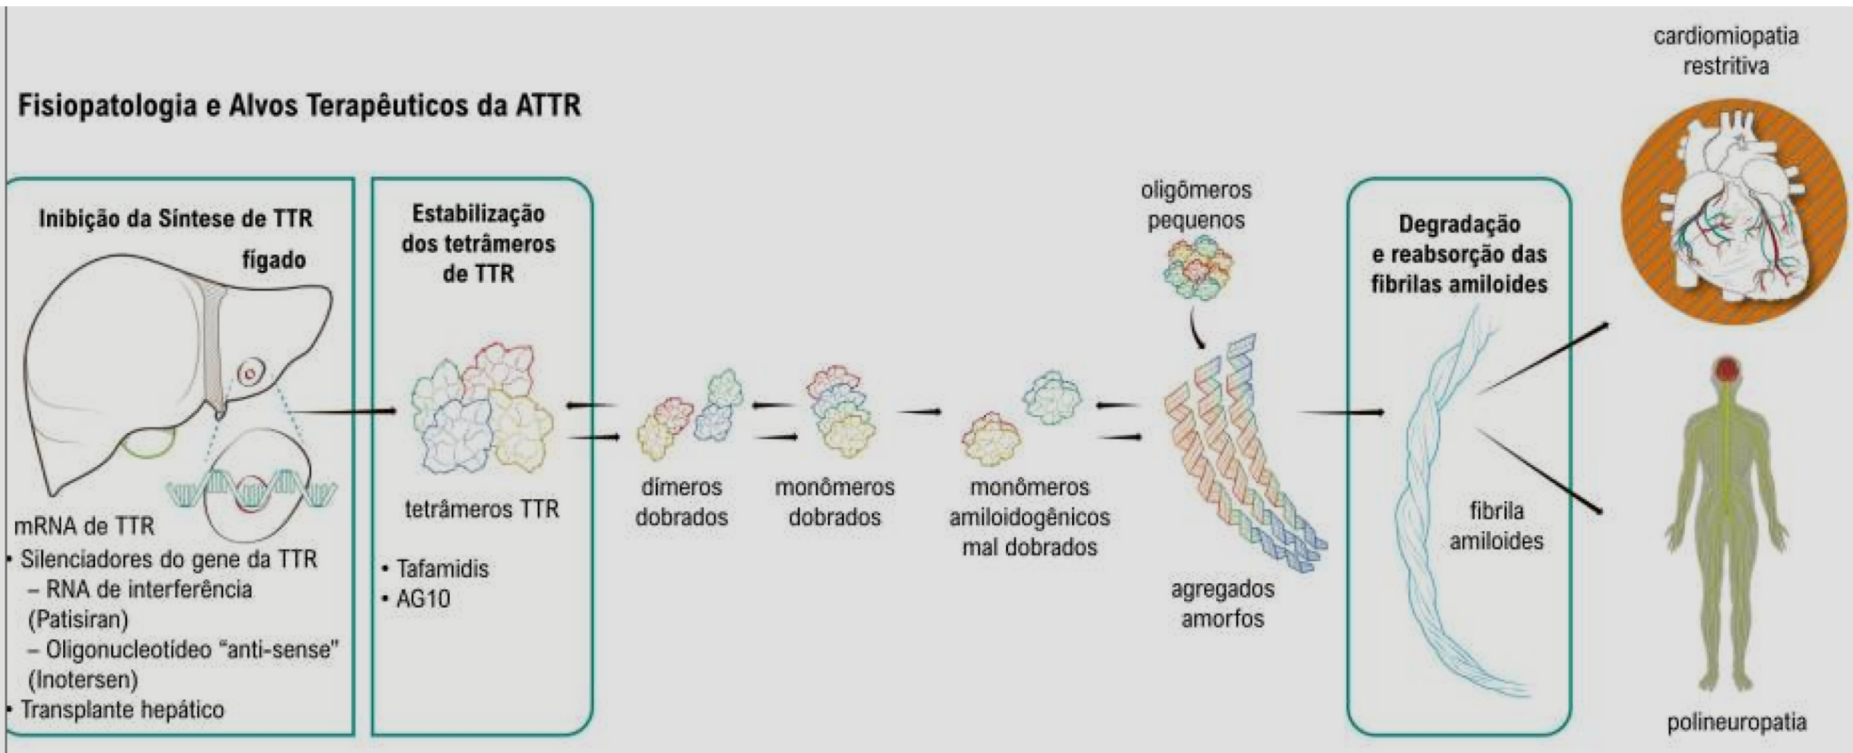 Fisiopatologia e Alvos Terapêuticos da ATTR
Inibição da Síntese de TTR
fígado
mRNA de TTR
• Silenciadores do gene da TTR
– RNA de interferência
(Patisiran)
– Oligonucleotídeo “anti-sense”
(Inotersen)
• Transplante hepático
Estabilização
dos tetrâmeros
de TTR
tetrâmeros TTR
• Tafamidis
• AG10
dímeros
dobrados
monômeros
dobrados
monômeros
amiloidogênicos
mal dobrados
oligômeros
pequenos
agregados
amorfos
Degradação
e reabsorção das
fibrilas amiloides
fibrila
amiloides
cardiomiopatia
restritiva
polineuropatia